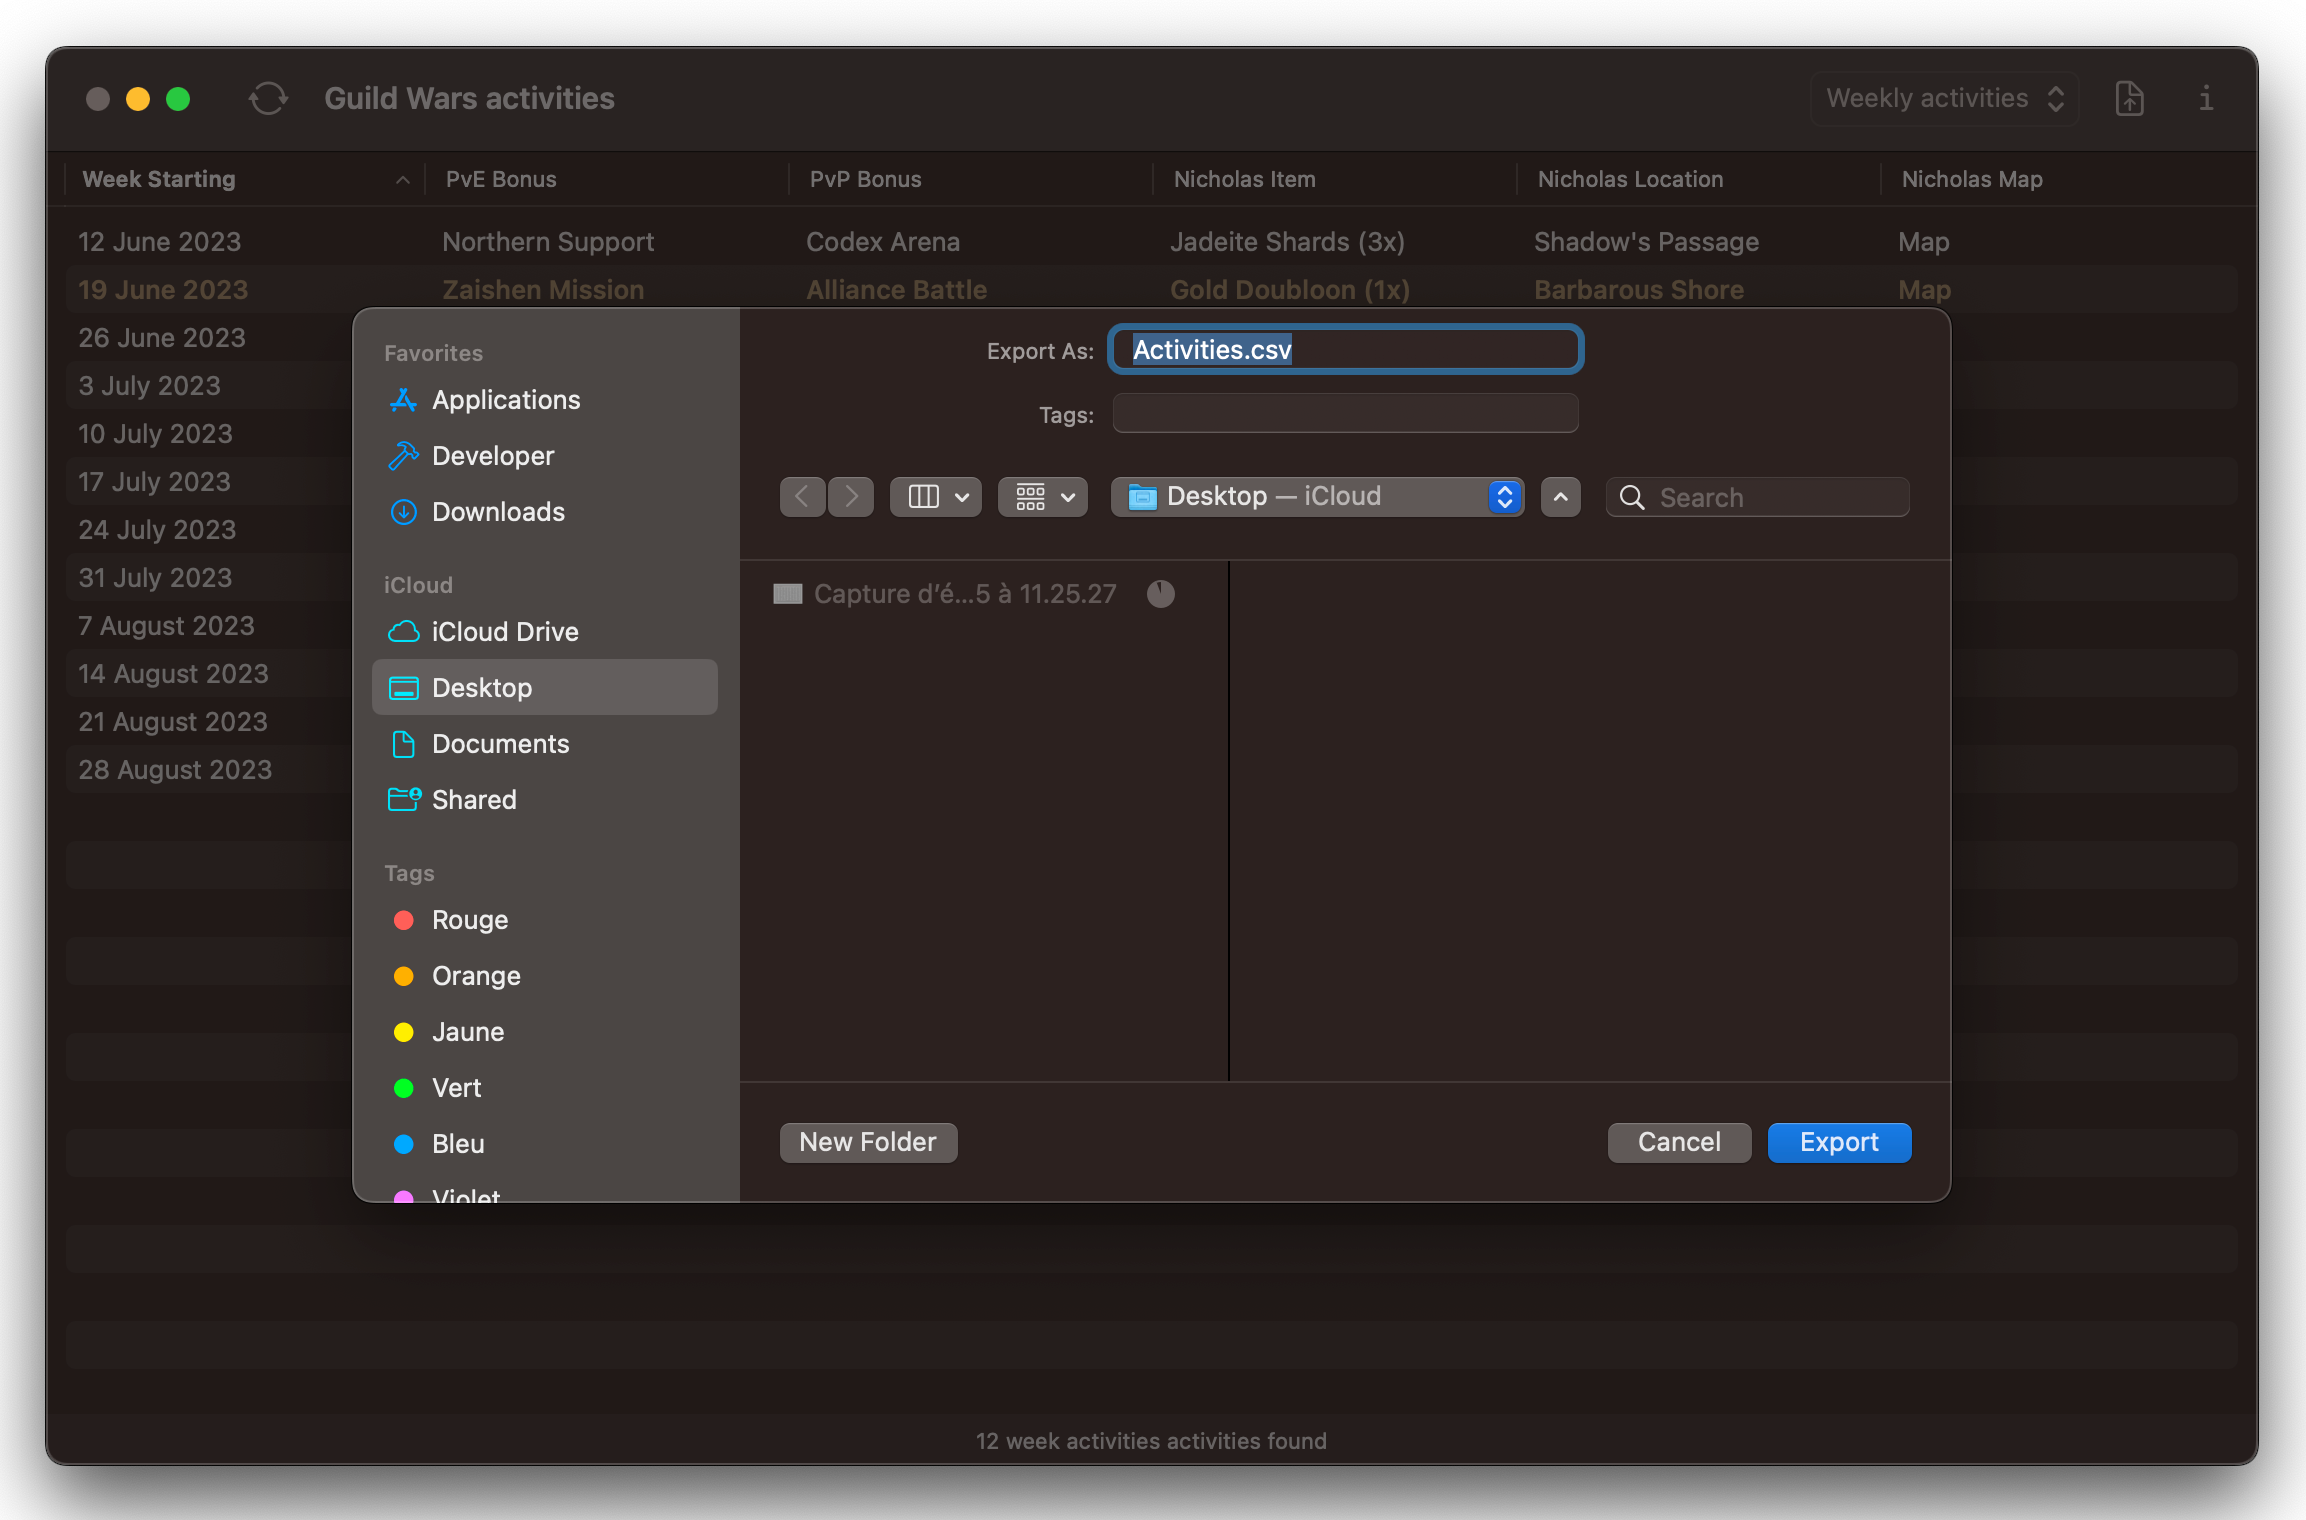 Guild Wars activities
Weekly activities
Week Starting
PvE Bonus
PvP Bonus
Nicholas Item
Nicholas Location
Nicholas Map
12 June 2023
Northern Support
Codex Arena
Jadeite Shards (3x)
Shadow's Passage
Map
19 June 2023
Zaishen Mission
Alliance Battle
Gold Doubloon (1x)
Barbarous Shore
Map
26 June 2023
3 July 2023
10 July 2023
17 July 2023
24 July 2023
31 July 2023
7 August 2023
14 August 2023
21 August 2023
28 August 2023
Favorites
Applications
Developer
Downloads
iCloud
iCloud Drive
Desktop
Documents
Shared
Tags
Rouge
Orange
Jaune
Vert
Bleu
Violet
Export As:
Activities.csv
Tags:
Desktop — iCloud
Search
Capture d’é...5 à 11.25.27
New Folder
Cancel
Export
12 week activities activities found